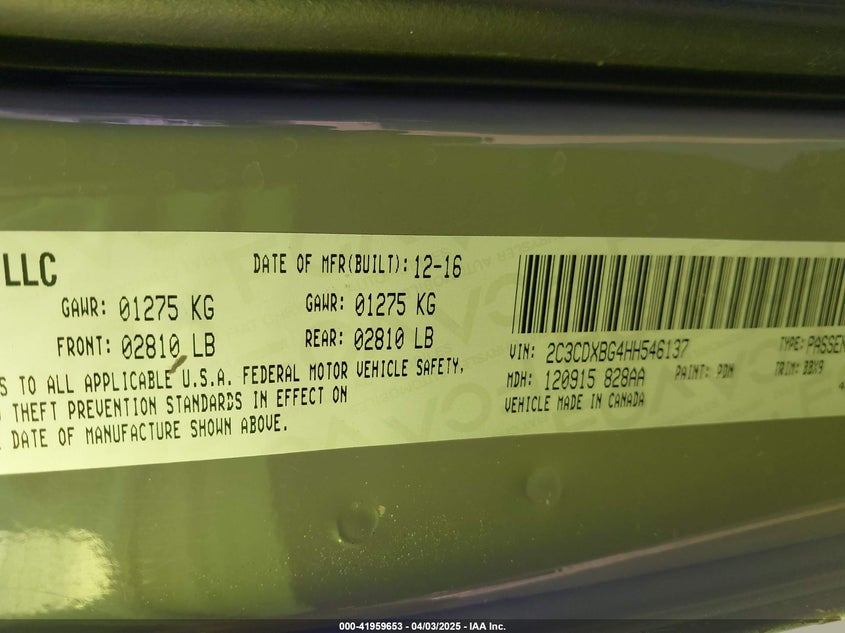 LLC
DATE OF MFR(BUILT): 12-16
GAWR: 01275 KG GAWR: 01275 KG
FRONT: 02810 LB REAR: 02810 LB
S TO ALL APPLICABLE U.S.A. FEDERAL MOTOR VEHICLE SAFETY,
THEFT PREVENTION STANDARDS IN EFFECT ON
DATE OF MANUFACTURE SHOWN ABOVE.
VIN: 2C3CDXBG4HH546137 TYPE: PASSEN
MDH: 120915 828AA PAINT: PDN TRIM: BBX9
VEHICLE MADE IN CANADA
000-41959653 - 04/03/2025 - IAA Inc.